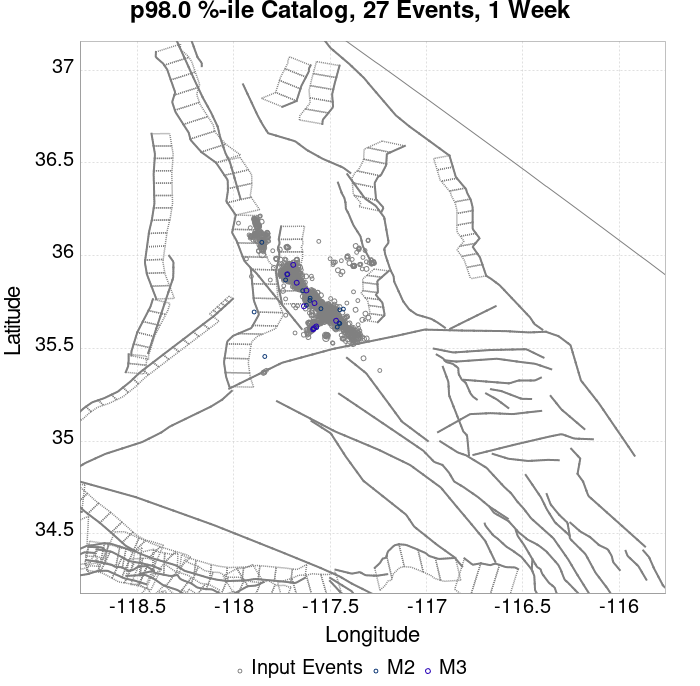 p98.0 %-ile Catalog, 27 Events, 1 Week
37
36.5
36
35.5
35
34.5
Latitude
-118.5 -118 -117.5 -117 -116.5 -116
Longitude
Input Events M2 M3